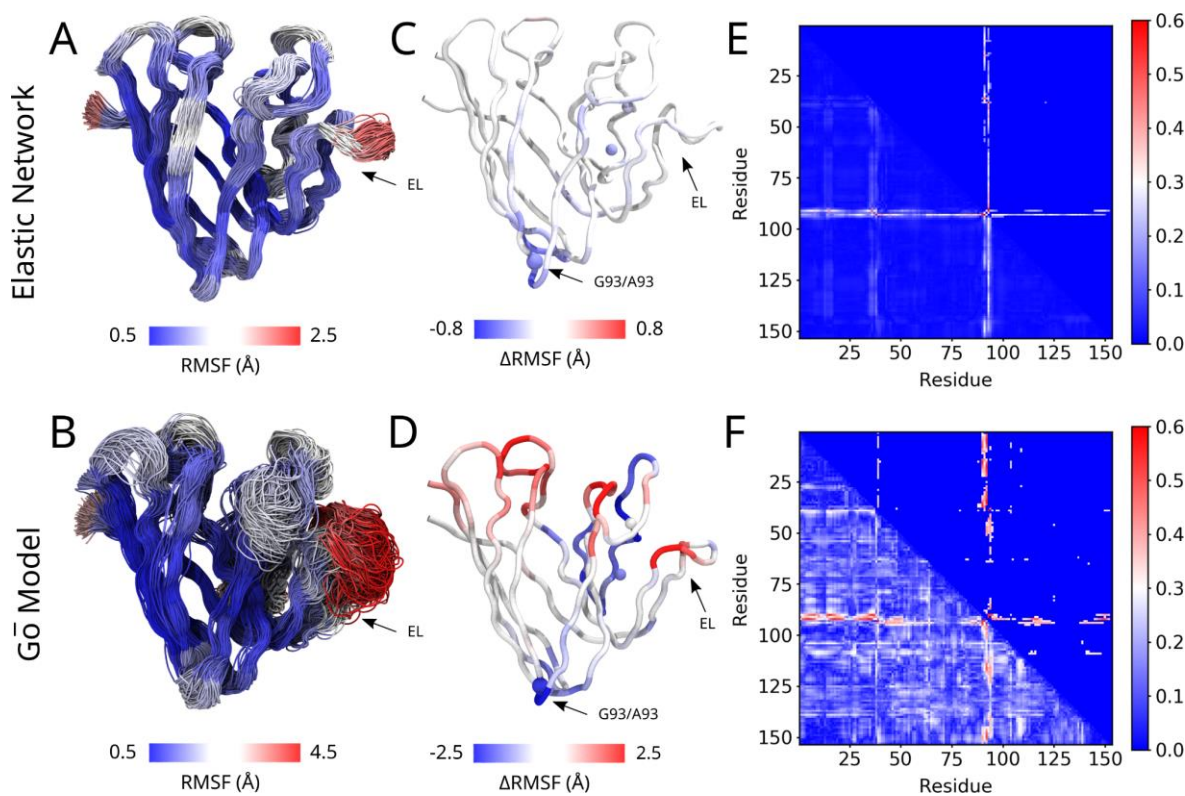 A
C
E
Elastic Network
EL
EL
G93/A93
0.5
2.5
RMSF (Å)
-0.8
0.8
ΔRMSF (Å)
Residue
25
50
75
100
125
150
25
50
75
100
125
150
Residue
0.6
0.5
0.4
0.3
0.2
0.1
0.0
B
D
F
Gō Model
EL
EL
G93/A93
0.5
4.5
RMSF (Å)
-2.5
2.5
ΔRMSF (Å)
Residue
25
50
75
100
125
150
25
50
75
100
125
150
Residue
0.6
0.5
0.4
0.3
0.2
0.1
0.0